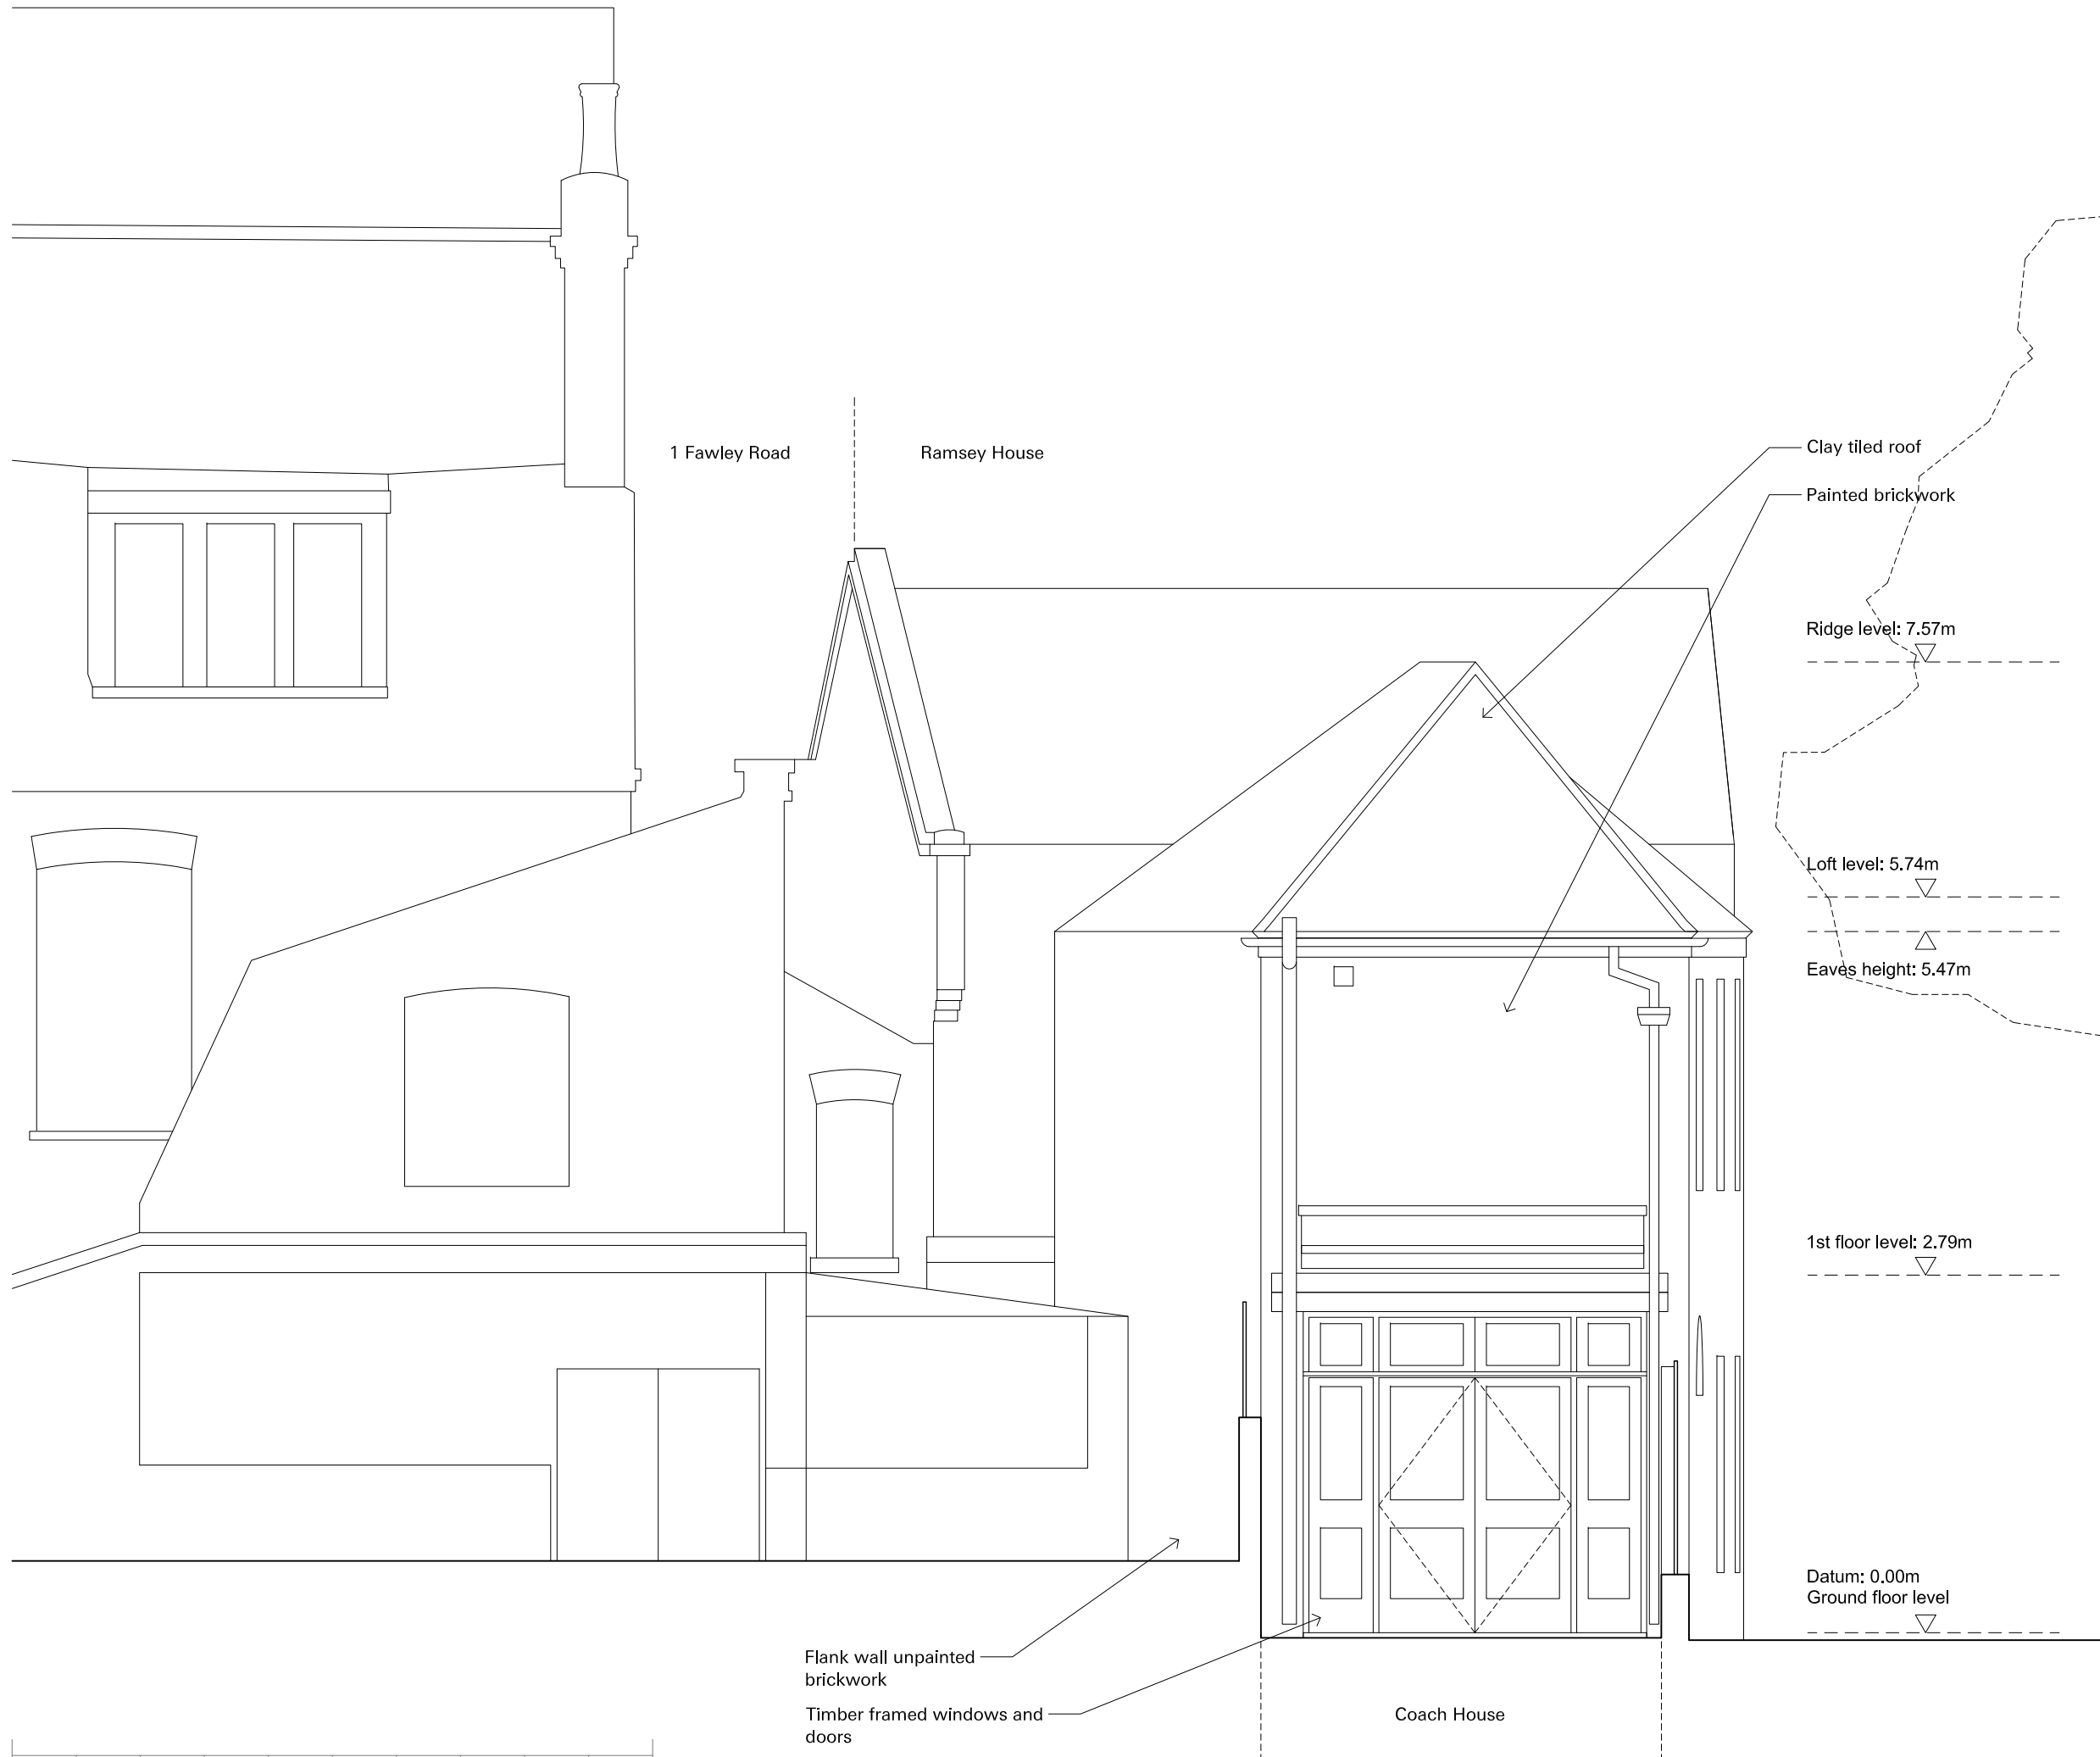 1 Fawley Road
Ramsey House
Clay tiled roof
Painted brickwork
Ridge level: 7.57m
Loft level: 5.74m
Eaves height: 5.47m
1st floor level: 2.79m
Datum: 0.00m
Ground floor level
Flank wall unpainted
brickwork
Timber framed windows and
doors
Coach House